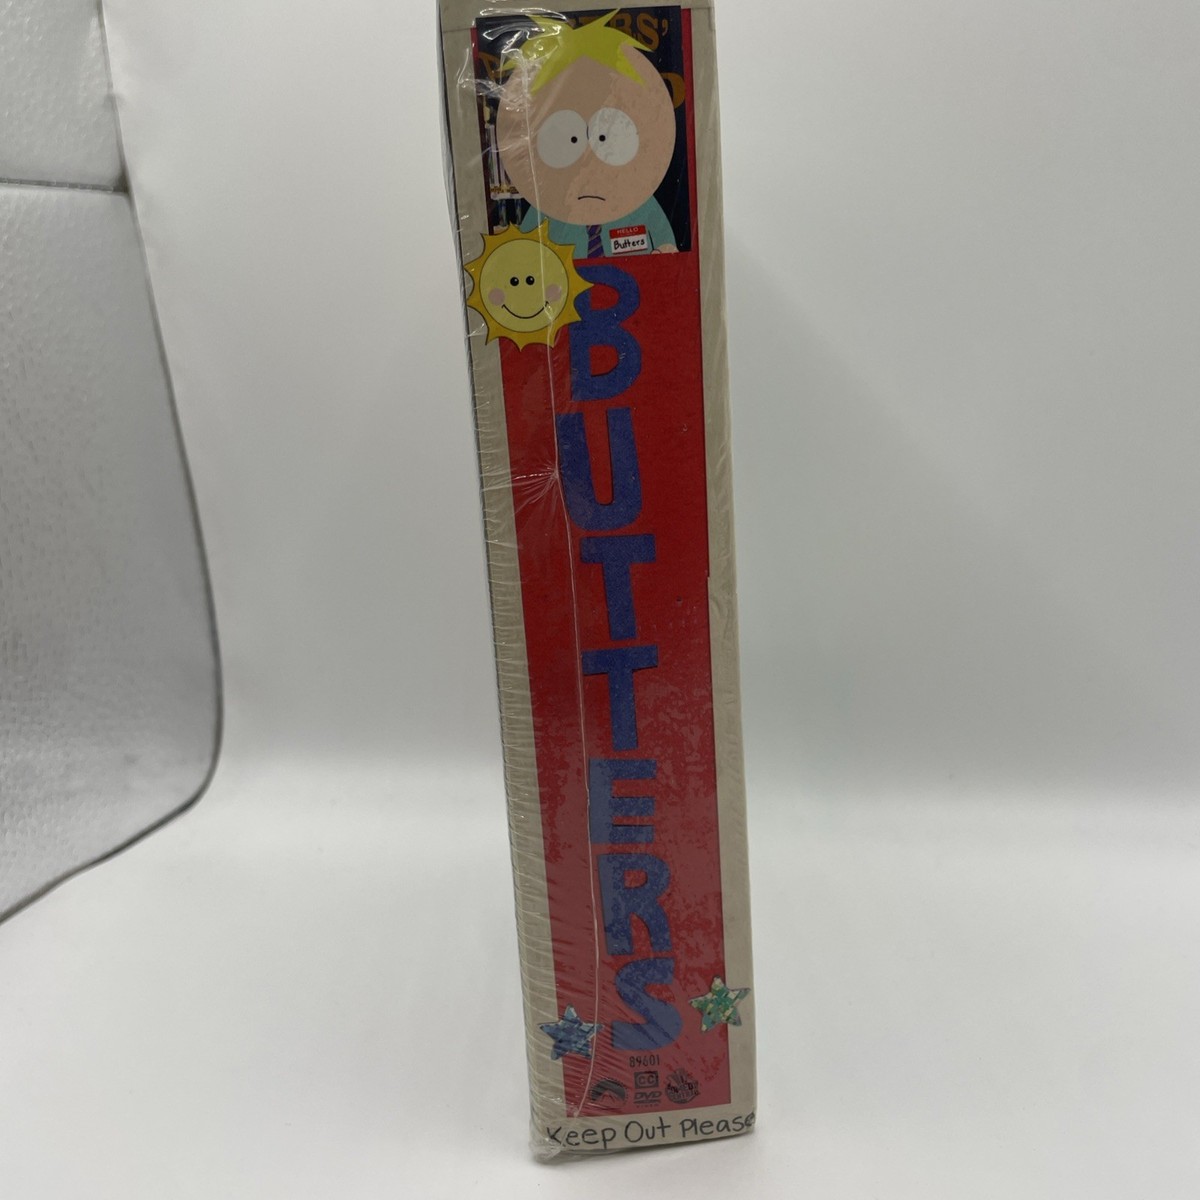 HELLO
Butters
BUTTERS
89601
CC
DVD
Keep Out Please